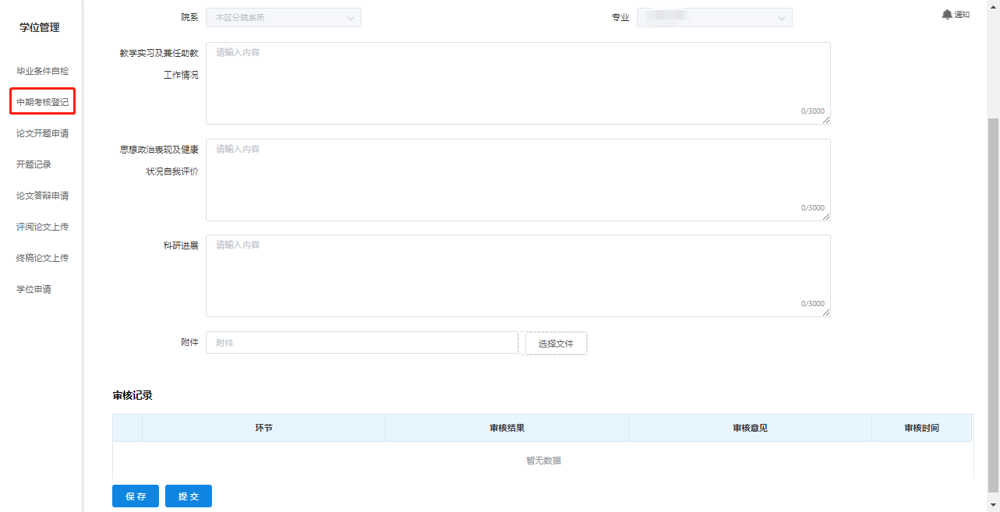 学位管理
毕业条件自检
中期考核登记
论文开题申请
开题记录
论文答辩申请
评阅论文上传
终稿论文上传
学位申请
院系
不区分院系所
专业
通知
教学实习及兼任助教
工作情况
请输入内容
0/3000
思想政治表现及健康
状况自我评价
请输入内容
0/3000
科研进展
请输入内容
0/3000
附件
附件
选择文件
审核记录
环节 审核结果 审核意见 审核时间
暂无数据
保存 提交